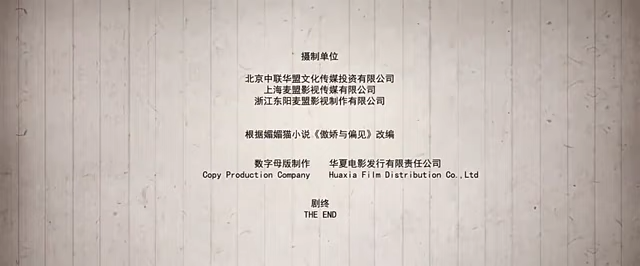 摄制单位
北京中联华盟文化传媒投资有限公司
上海麦盟影视传媒有限公司
浙江东阳麦盟影视制作有限公司
根据媚媚猫小说《傲娇与偏见》改编
数字母版制作 华夏电影发行有限责任公司
Copy Production Company Huaxia Film Distribution Co.,Ltd
剧终
THE END